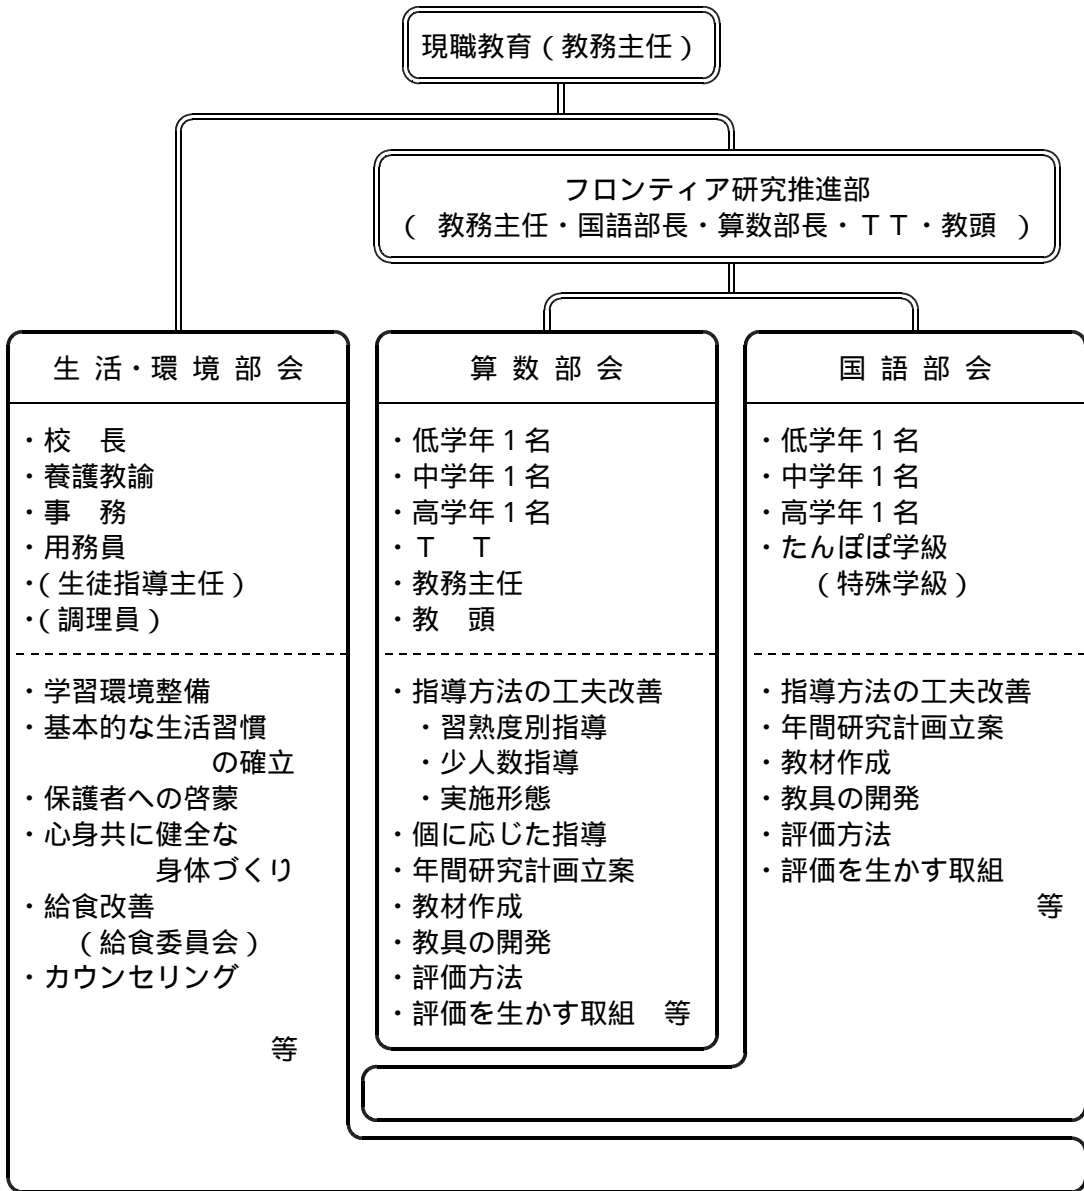 現職教育（教務主任）
フロンティア研究推進部
（ 教務主任・国語部長・算数部長・ＴＴ・教頭 ）
生 活・環 境 部 会
・校　長
・養護教諭
・事　務
・用務員
・（生徒指導主任）
・（調理員）
・学習環境整備
・基本的な生活習慣
の確立
・保護者への啓蒙
・心身共に健全な
身体づくり
・給食改善
（給食委員会）
・カウンセリング
等
算 数 部 会
・低学年１名
・中学年１名
・高学年１名
・Ｔ　Ｔ
・教務主任
・教　頭
・指導方法の工夫改善
・習熟度別指導
・少人数指導
・実施形態
・個に応じた指導
・年間研究計画立案
・教材作成
・教具の開発
・評価方法
・評価を生かす取組　等
国 語 部 会
・低学年１名
・中学年１名
・高学年１名
・たんぽぽ学級
（特殊学級）
・指導方法の工夫改善
・年間研究計画立案
・教材作成
・教具の開発
・評価方法
・評価を生かす取組
等